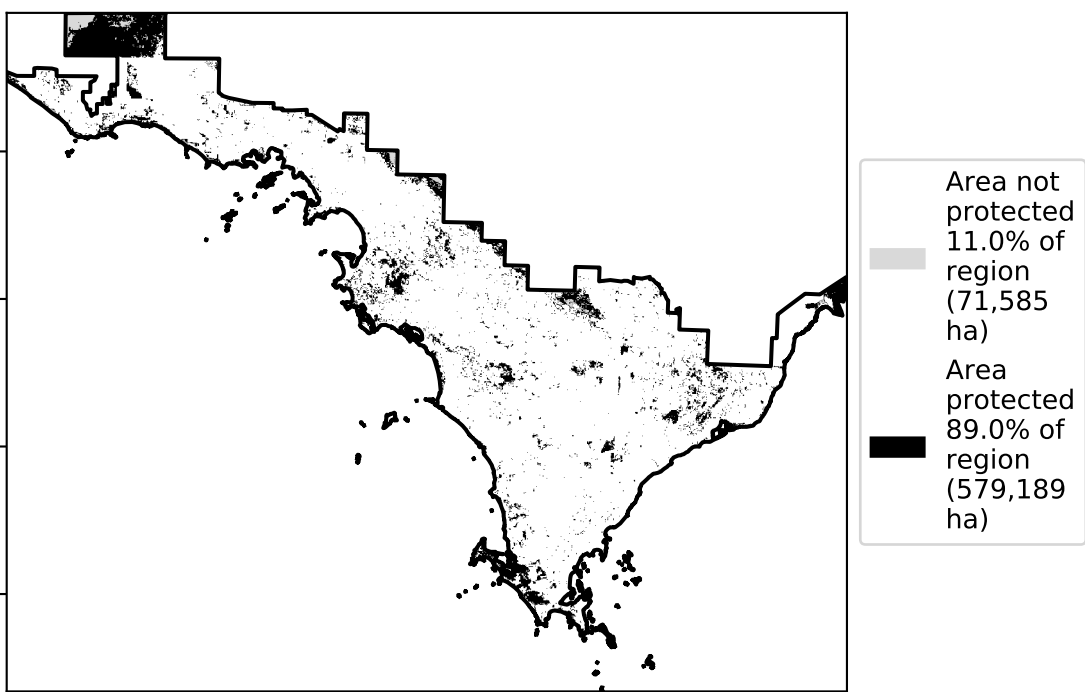 Area not
protected
11.0% of
region
(71,585
ha)
Area
protected
89.0% of
region
(579,189
ha)